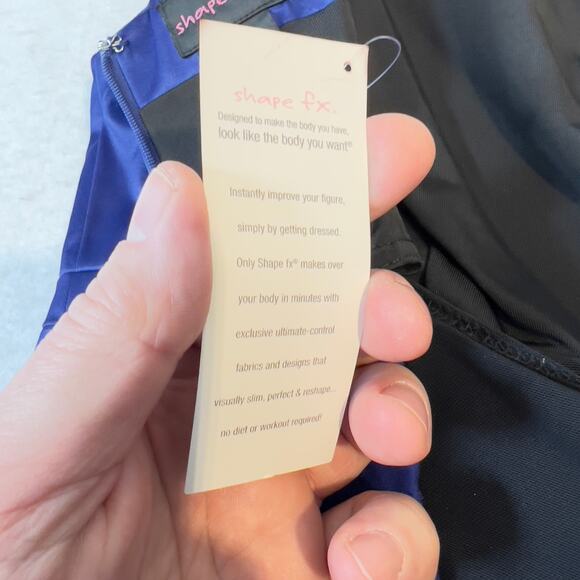 shape
shape fx.
Designed to make the body you have,
look like the body you want®
Instantly improve your figure,
simply by getting dressed.
Only Shape fx® makes over
your body in minutes with
exclusive ultimate-control
fabrics and designs that
visually slim, perfect & reshape...
no diet or workout required!